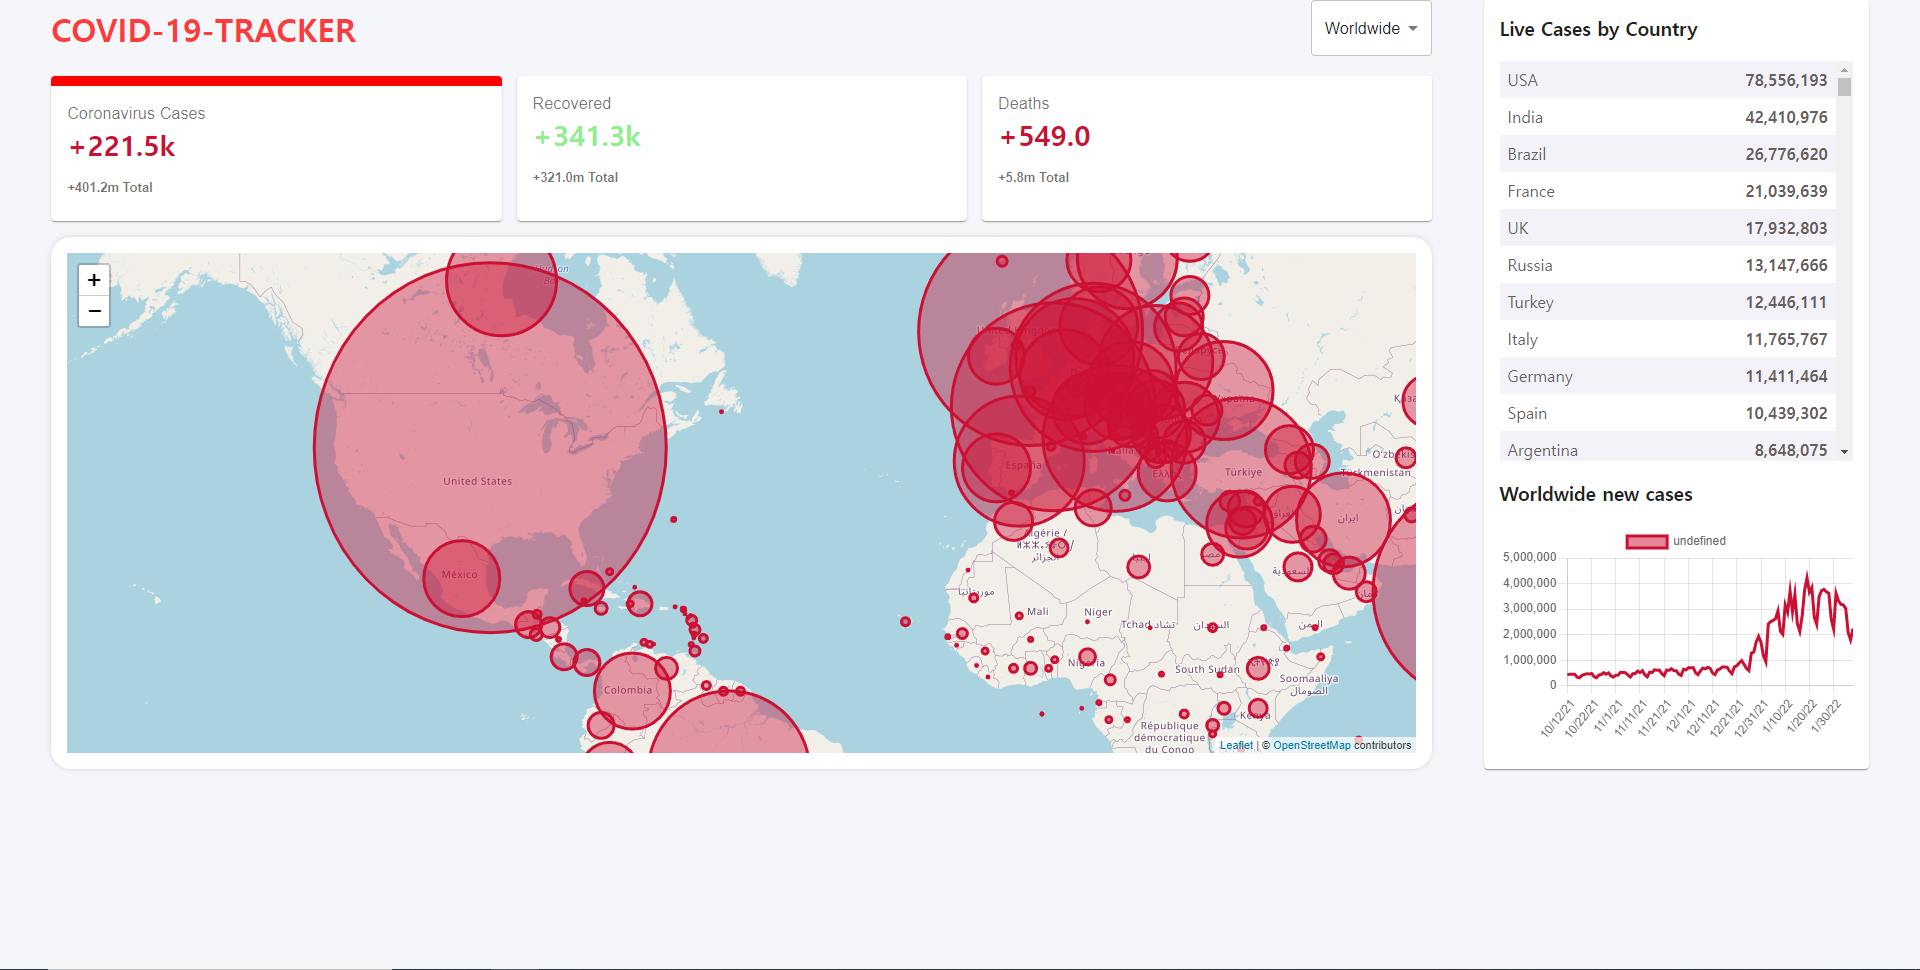 COVID-19-TRACKER
Worldwide
Coronavirus Cases
+221.5k
+401.2m Total
Recovered
+341.3k
+321.0m Total
Deaths
+549.0
+5.8m Total
+
−
United States
México
Colombia
España
Türkiye
ایران
Algérie /
الجزائر
ليبيا
مصر
السعودية
موريتانيا
Mali
Niger
Tchad تشاد
السودان
اليمن
Nigeria
South Sudan
Soomaaliya
الصومال
Kenya
République
démocratique
du Congo
Türkmenistan
Leaflet | © OpenStreetMap contributors
Live Cases by Country
USA 78,556,193
India 42,410,976
Brazil 26,776,620
France 21,039,639
UK 17,932,803
Russia 13,147,666
Turkey 12,446,111
Italy 11,765,767
Germany 11,411,464
Spain 10,439,302
Argentina 8,648,075
Worldwide new cases
undefined
5,000,000
4,000,000
3,000,000
2,000,000
1,000,000
0
10/12/21
10/22/21
11/1/21
11/11/21
11/21/21
12/1/21
12/11/21
12/21/21
12/31/21
1/10/22
1/20/22
1/30/22